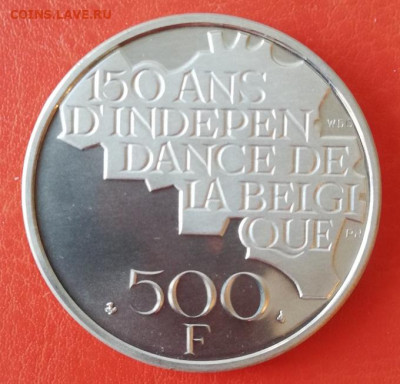 COINS.LAVE.RU
150 ANS
D'INDEPEN
DANCE DE
LA BELGI
QUE
500
F